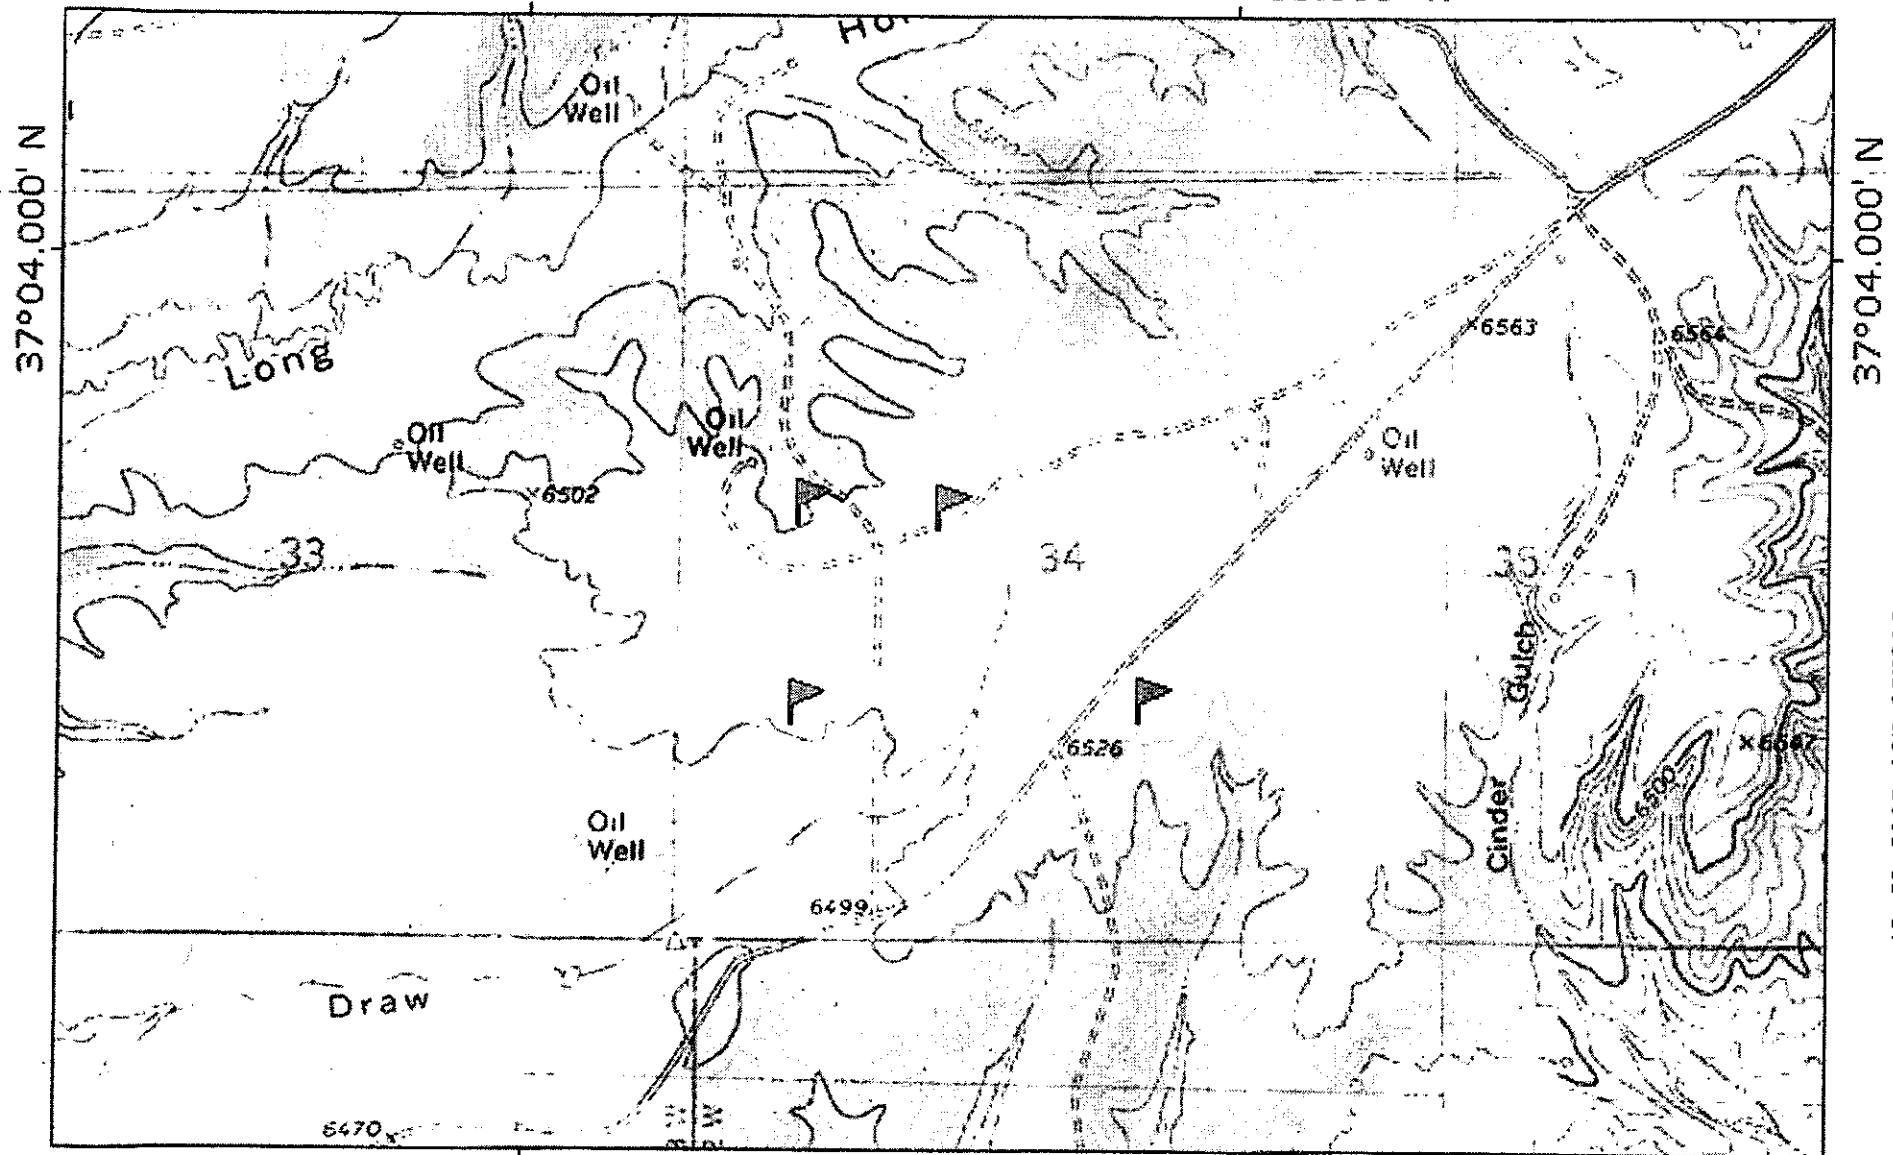 Oil
Well
37°04.000' N
37°04.000' N
×6563
6564
Long
Oil
Well
Oil
Well
Oil
Well
×6502
33
34
35
Gulch
6526
×6647
6500
Cinder
Oil
Well
6499
Draw
6470